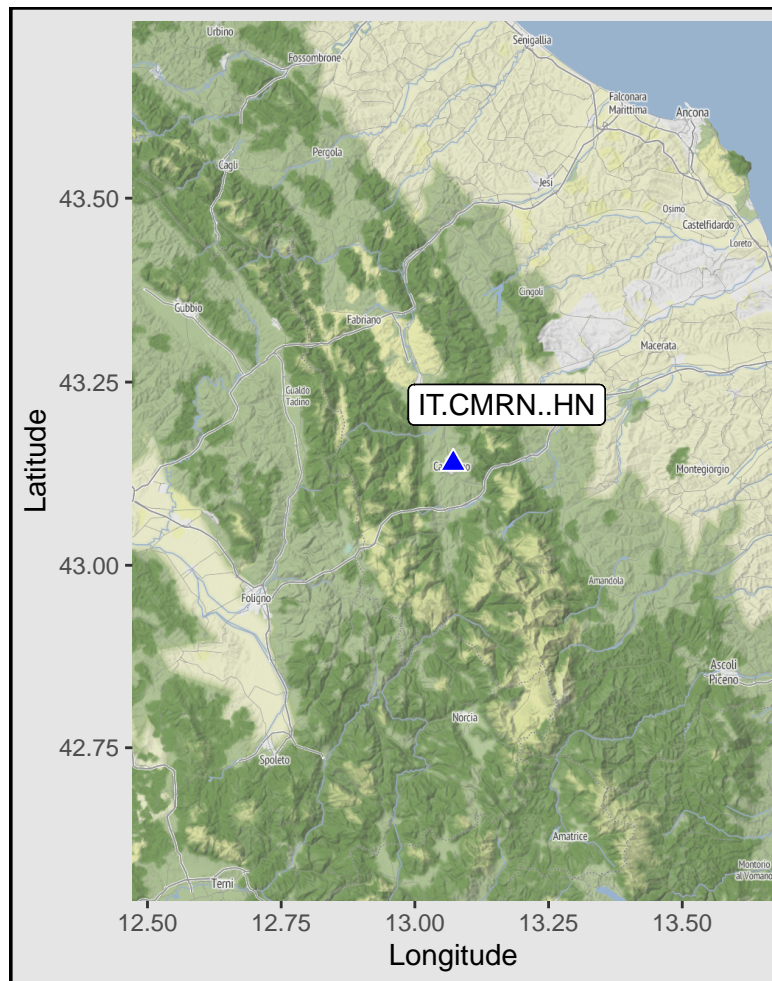 Urbino
Senigallia
Fossombrone
Falconara
Marittima
Ancona
Pergola
Cagli
Jesi
43.50
Osimo
Castelfidardo
Loreto
Cingoli
Gubbio
Fabriano
Macerata
43.25
Gualdo
Tadino
IT.CMRN..HN
Montegiorgio
Latitude
43.00
Amandola
Foligno
Ascoli
Piceno
Norcia
42.75
Spoleto
Amatrice
Montorio
al Vomano
Terni
12.50 12.75 13.00 13.25 13.50
Longitude